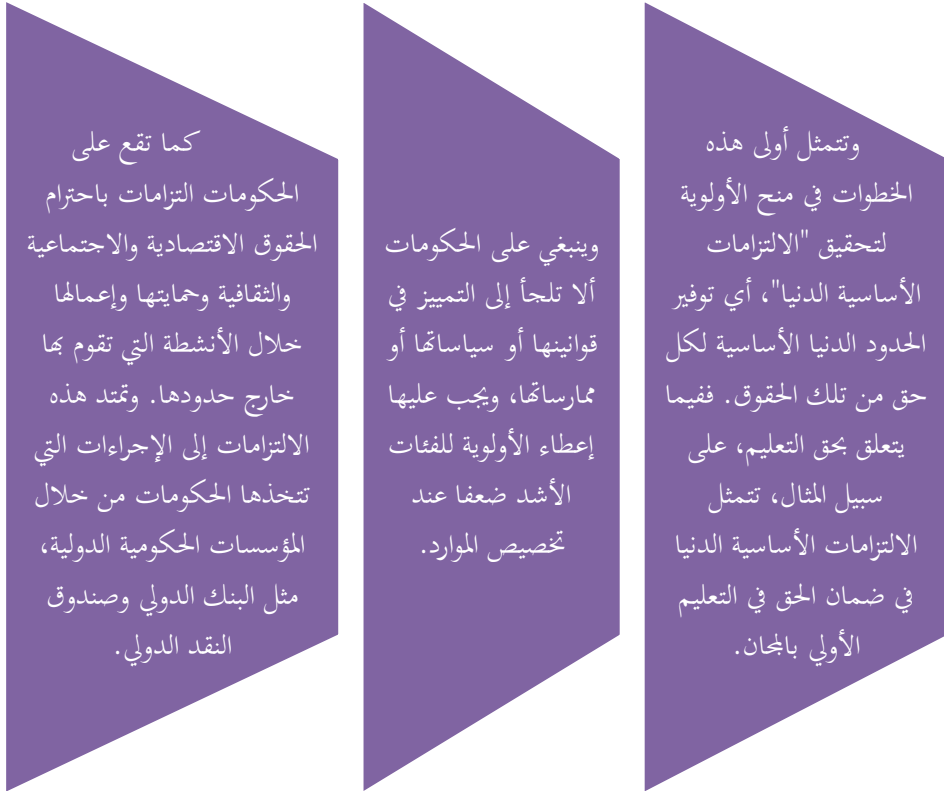 وتتمثل أولى هذه
الخطوات في منح الأولوية
لتحقيق "الالتزامات
الأساسية الدنيا"، أي توفير
الحدود الدنيا الأساسية لكل
حق من تلك الحقوق. ففيما
يتعلق بحق التعليم، على
سبيل المثال، تتمثل
الالتزامات الأساسية الدنيا
في ضمان الحق في التعليم
الأولي بالمجان.
وينبغي على الحكومات
ألا تلجأ إلى التمييز في
قوانينها أو سياساتها أو
ممارساتها، ويجب عليها
إعطاء الأولوية للفئات
الأشد ضعفا عند
تخصيص الموارد.
كما تقع على
الحكومات التزامات باحترام
الحقوق الاقتصادية والاجتماعية
والثقافية وحمايتها وإعمالها
خلال الأنشطة التي تقوم بها
خارج حدودها. وتمتد هذه
الالتزامات إلى الإجراءات التي
تتخذها الحكومات من خلال
المؤسسات الحكومية الدولية،
مثل البنك الدولي وصندوق
النقد الدولي.